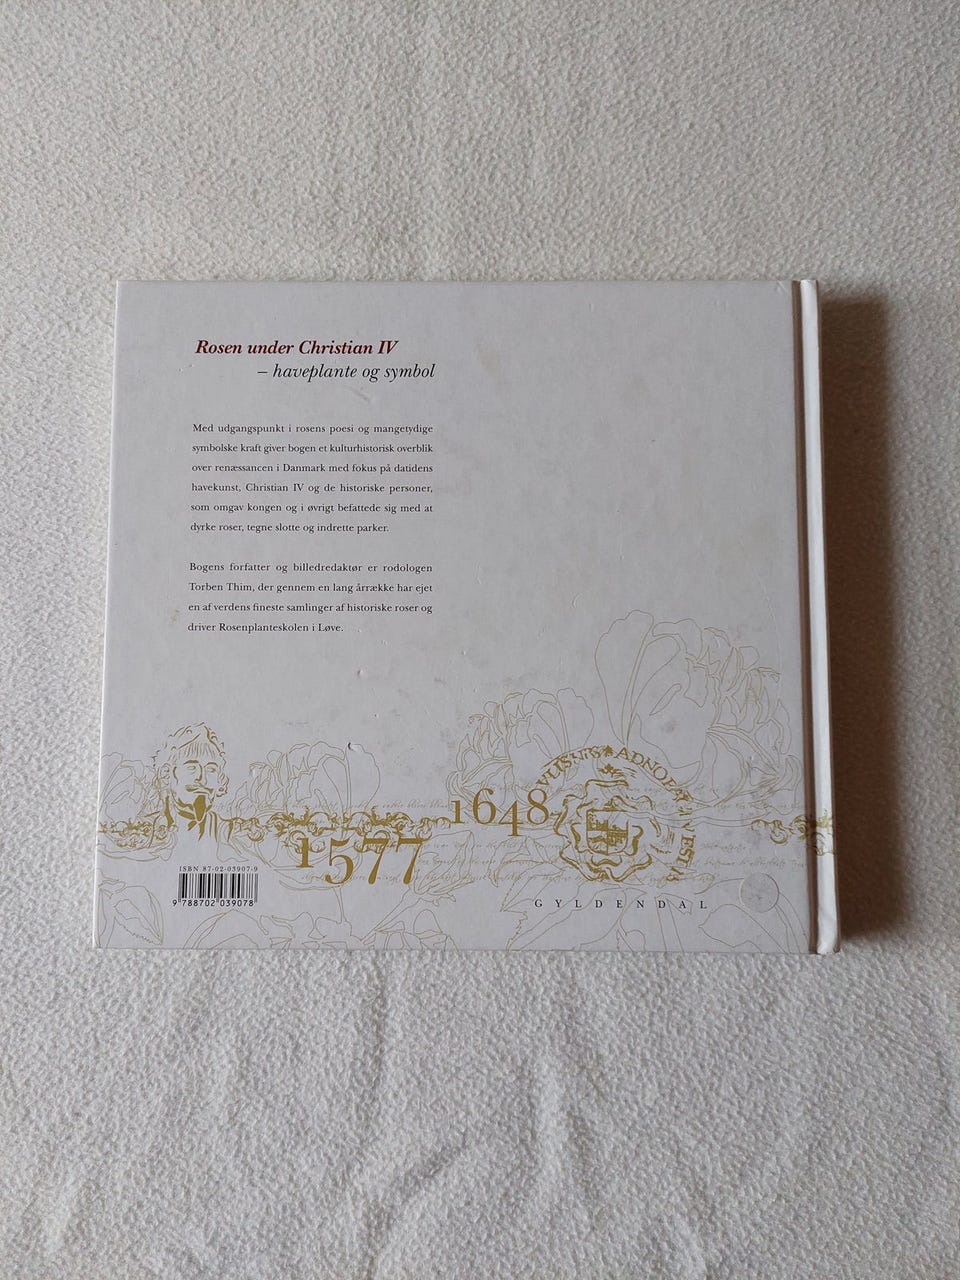 Rosen under Christian IV
– haveplante og symbol
Med udgangspunkt i rosens poesi og mangetydige
symbolske kraft giver bogen et kulturhistorisk overblik
over renæssancen i Danmark med fokus på datidens
havekunst, Christian IV og de historiske personer,
som omgav kongen og i øvrigt befattede sig med at
dyrke roser, tegne slotte og indrette parker.
Bogens forfatter og billedredaktør er rodologen
Torben Thim, der gennem en lang årrække har ejet
en af verdens fineste samlinger af historiske roser og
driver Rosenplanteskolen i Løve.
1648
1577
ISBN 87-02-03907-9
9 788702 039078
GYLDENDAL